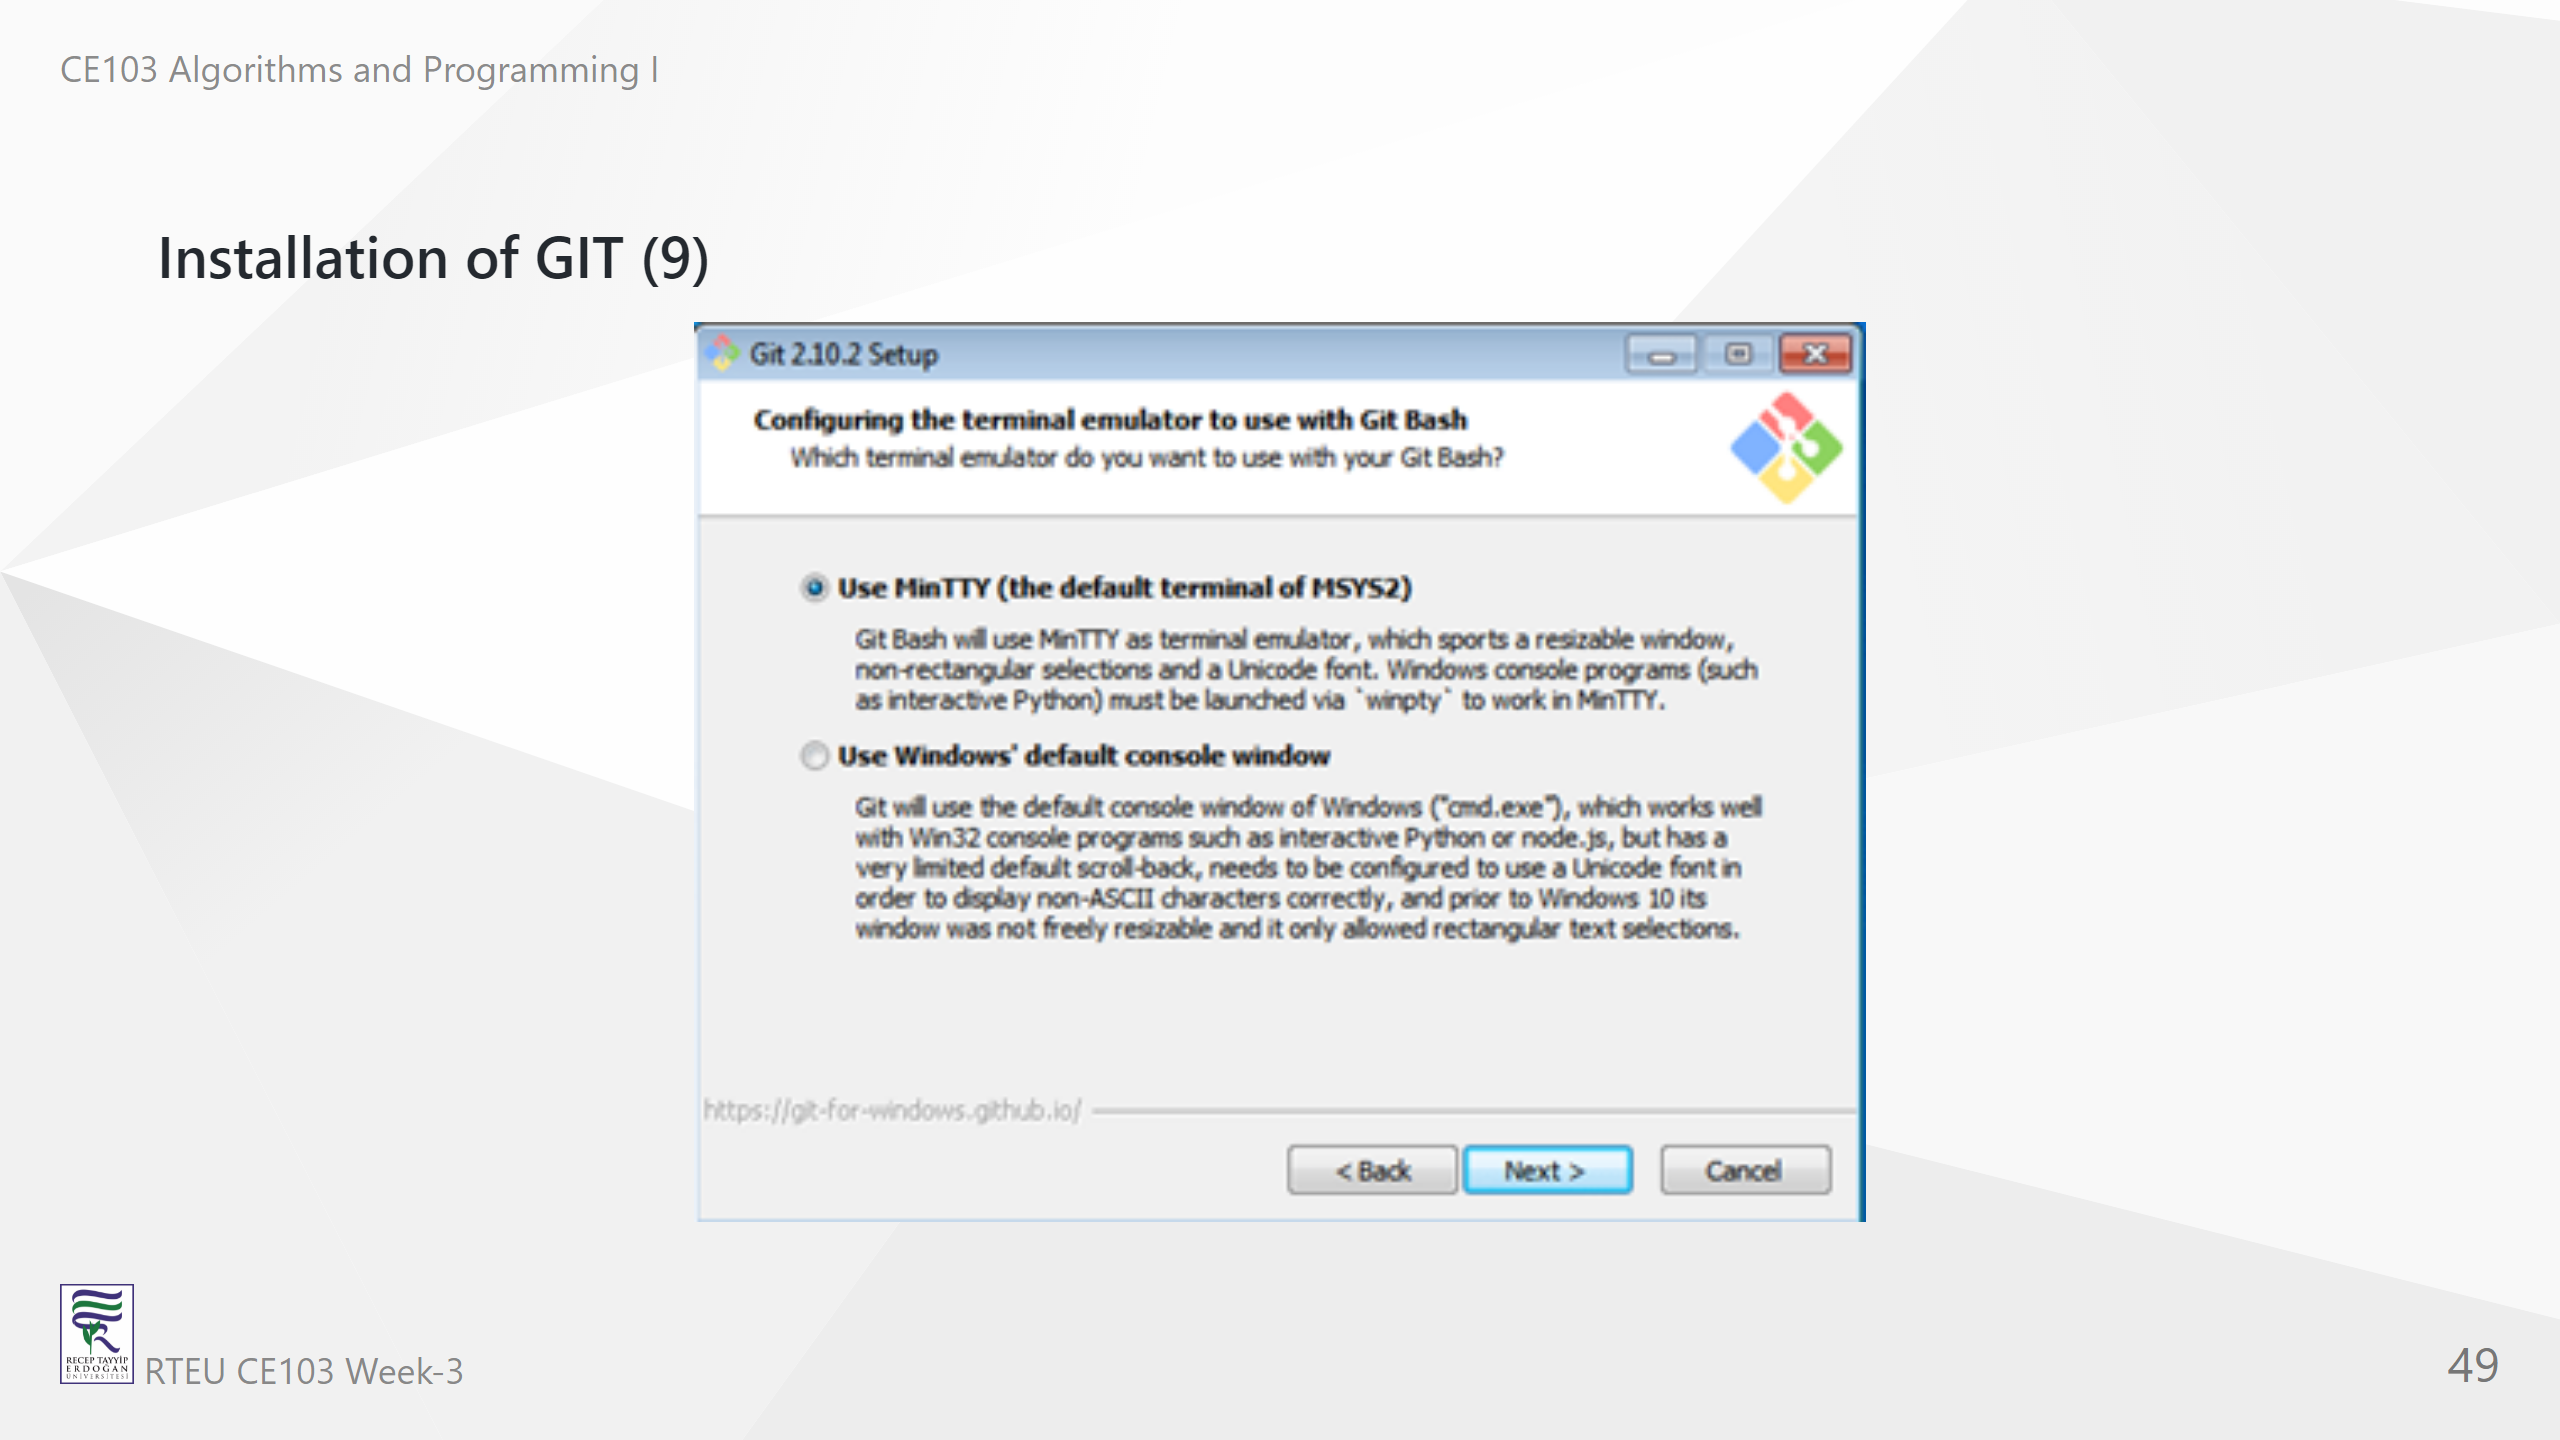 CE103 Algorithms and Programming I
Installation of GIT (9)
Git 2.10.2 Setup
Configuring the terminal emulator to use with Git Bash
Which terminal emulator do you want to use with your Git Bash?
Use MinTTY (the default terminal of MSYS2)
Git Bash will use MinTTY as terminal emulator, which sports a resizable window,
non-rectangular selections and a Unicode font. Windows console programs (such
as interactive Python) must be launched via `winpty` to work in MinTTY.
Use Windows' default console window
Git will use the default console window of Windows ("cmd.exe"), which works well
with Win32 console programs such as interactive Python or node.js, but has a
very limited default scroll-back, needs to be configured to use a Unicode font in
order to display non-ASCII characters correctly, and prior to Windows 10 its
window was not freely resizable and it only allowed rectangular text selections.
https://git-for-windows.github.io/
< Back
Next >
Cancel
RECEP TAYYİP
ERDOĞAN
ÜNİVERSİTESİ
RTEU CE103 Week-3
49